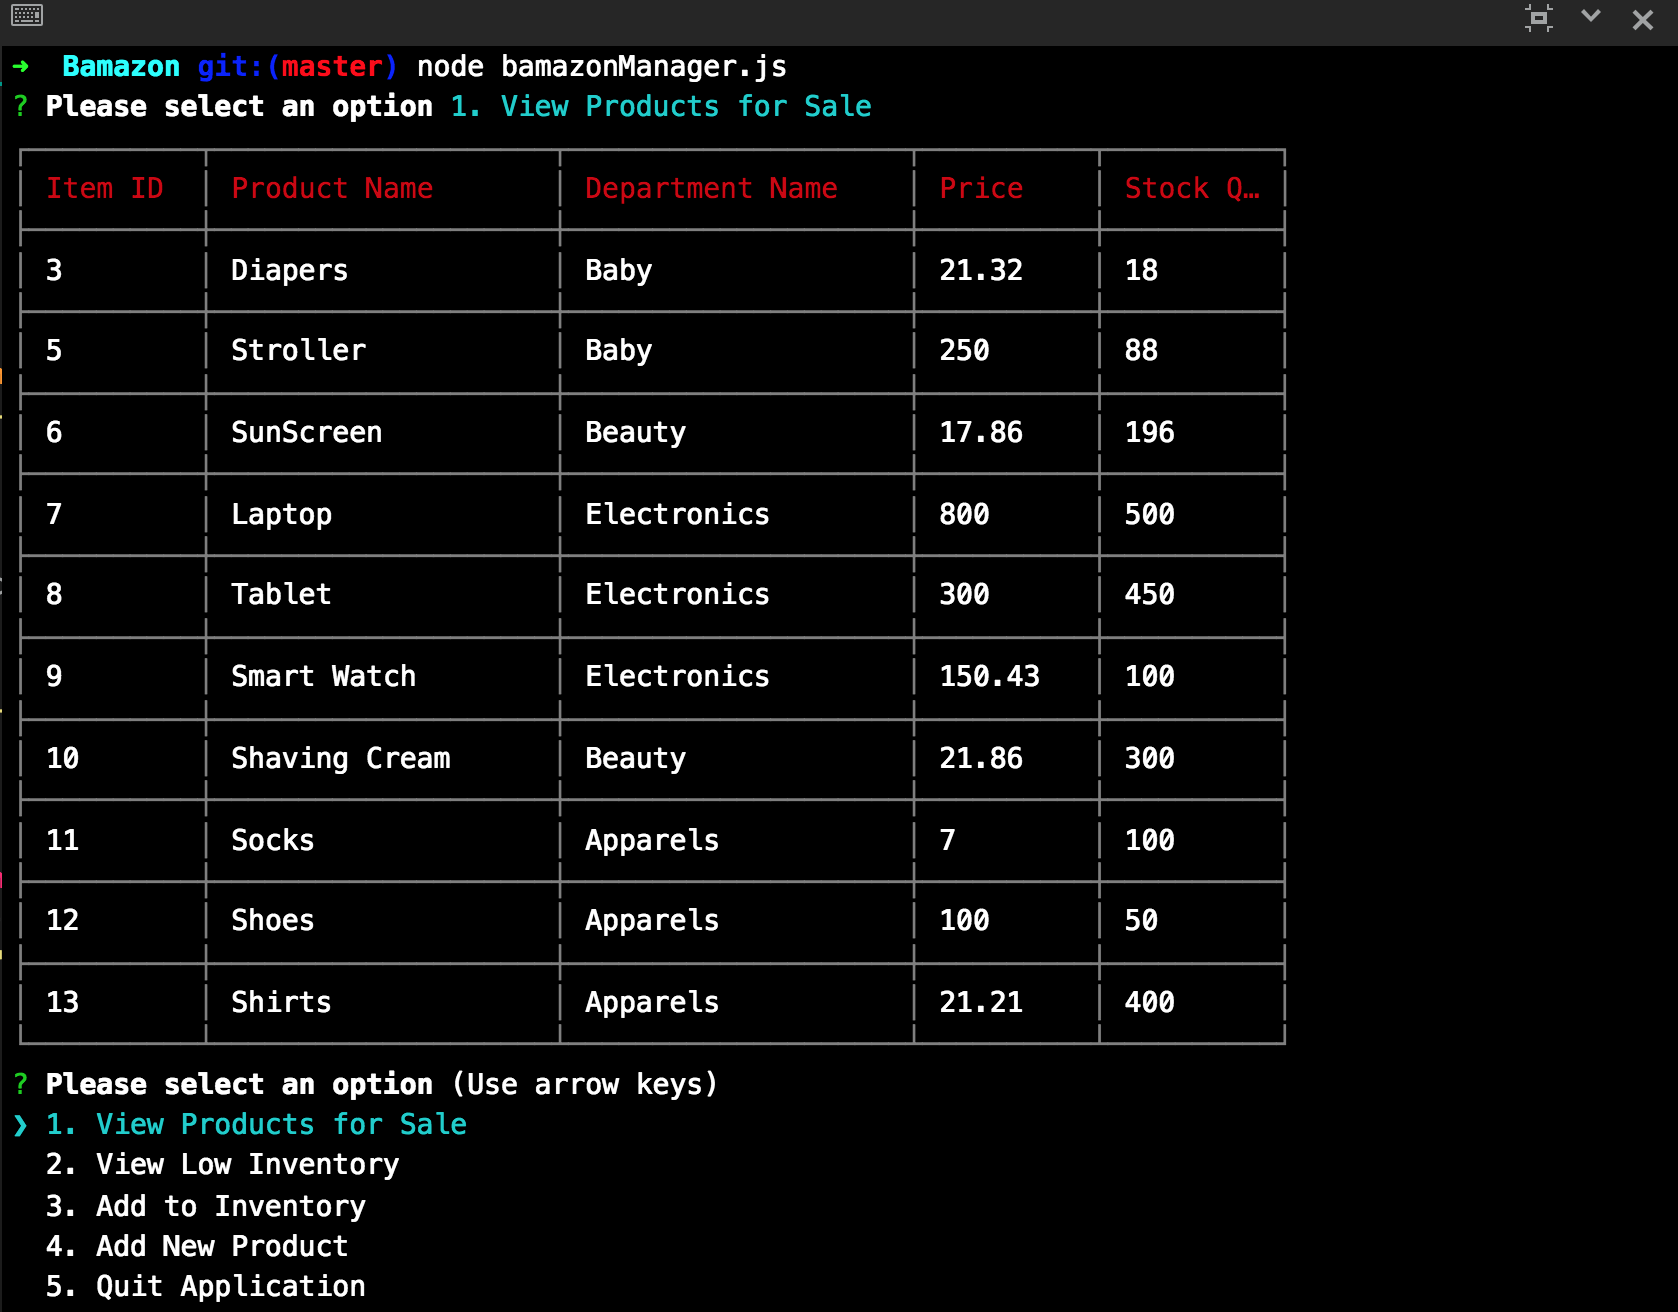 ➜  Bamazon git:(master) node bamazonManager.js
? Please select an option 1. View Products for Sale
Item ID Product Name Department Name Price Stock Q…
3 Diapers Baby 21.32 18
5 Stroller Baby 250 88
6 SunScreen Beauty 17.86 196
7 Laptop Electronics 800 500
8 Tablet Electronics 300 450
9 Smart Watch Electronics 150.43 100
10 Shaving Cream Beauty 21.86 300
11 Socks Apparels 7 100
12 Shoes Apparels 100 50
13 Shirts Apparels 21.21 400
? Please select an option (Use arrow keys)
❯ 1. View Products for Sale
2. View Low Inventory
3. Add to Inventory
4. Add New Product
5. Quit Application